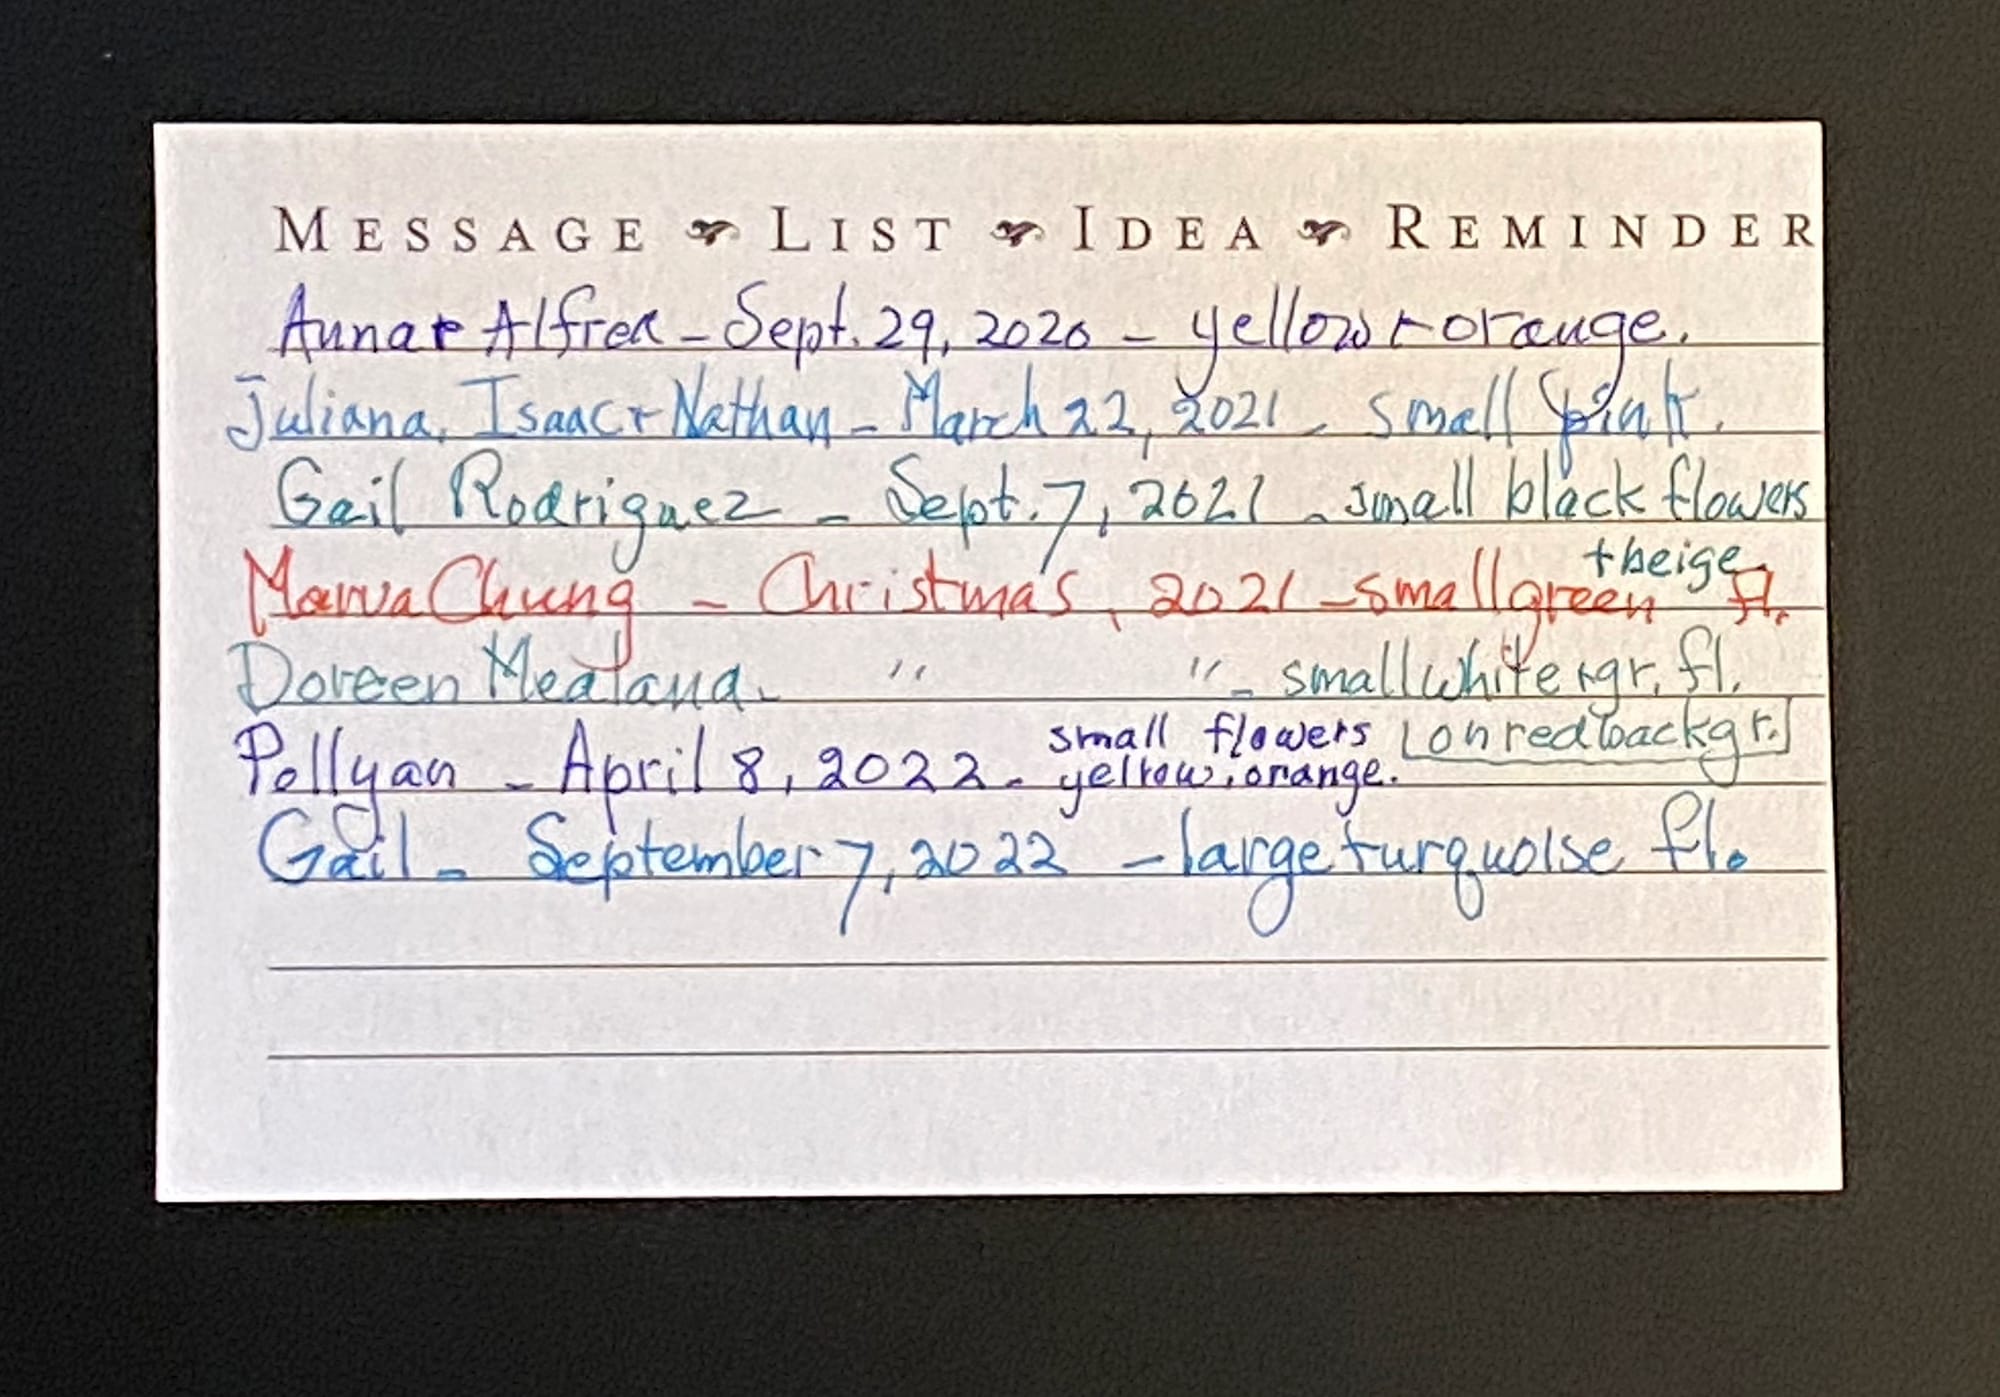 MESSAGE LIST IDEA REMINDER
Anna + Alfred - Sept. 29, 2020 - yellow + orange.
Juliana, Isaac + Nathan - March 22, 2021 - small pink.
Gail Rodriguez - Sept. 7, 2021 - small black flowers
+ beige
Chung - Christmas, 2021 - small green fl.
Doreen " " - small white + gr. fl.
[on red backgr.]
Pollyan - April 8, 2022 - small flowers
yellow, orange.
Gail - September 7, 2022 - large turquoise fl.